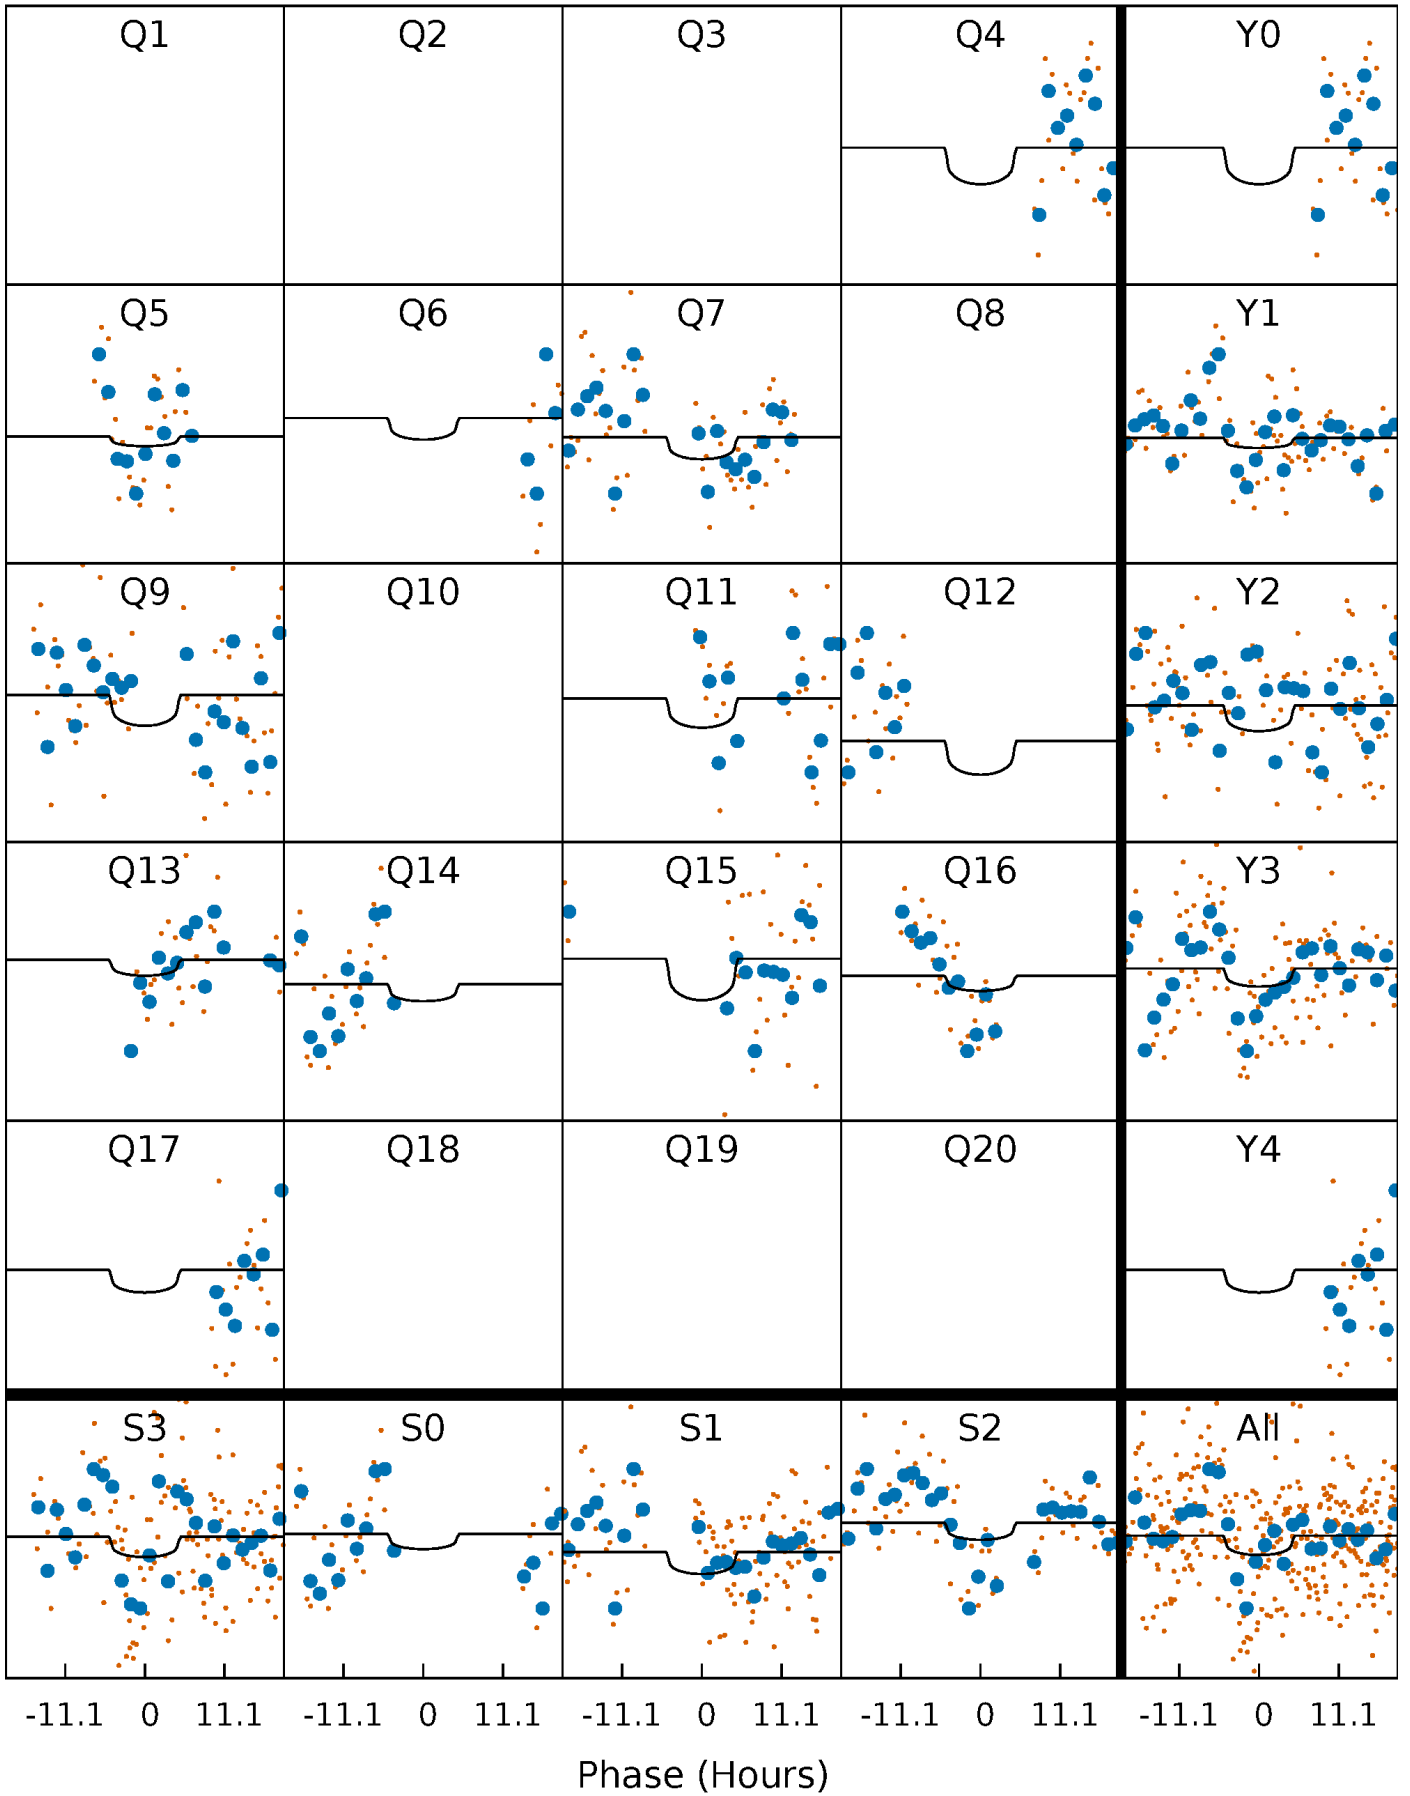 Q1 Q2 Q3 Q4 Y0
Q5 Q6 Q7 Q8 Y1
Q9 Q10 Q11 Q12 Y2
Q13 Q14 Q15 Q16 Y3
Q17 Q18 Q19 Q20 Y4
S3 S0 S1 S2 All
-11.1 0 11.1 -11.1 0 11.1 -11.1 0 11.1 -11.1 0 11.1 -11.1 0 11.1
Phase (Hours)